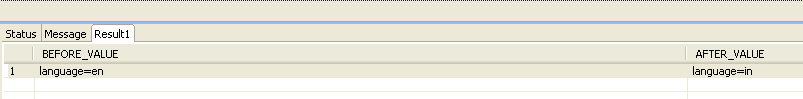 Status Message Result1
BEFORE_VALUE AFTER_VALUE
1 language=en language=in